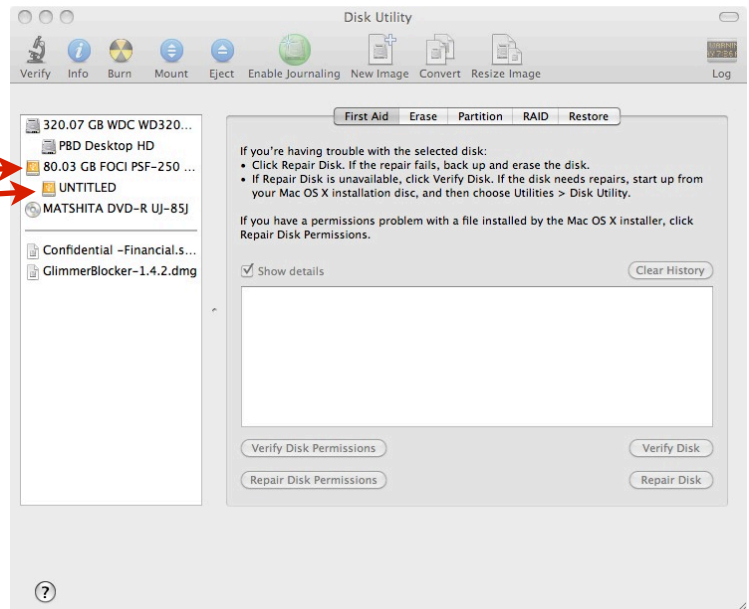 Disk Utility
Verify Info Burn Mount Eject Enable Journaling New Image Convert Resize Image Log
320.07 GB WDC WD320...
PBD Desktop HD
80.03 GB FOCI PSF-250 ...
UNTITLED
MATSHITA DVD-R UJ-85J
Confidential -Financial.s...
GlimmerBlocker-1.4.2.dmg
First Aid Erase Partition RAID Restore
If you're having trouble with the selected disk:
• Click Repair Disk. If the repair fails, back up and erase the disk.
• If Repair Disk is unavailable, click Verify Disk. If the disk needs repairs, start up from
your Mac OS X installation disc, and then choose Utilities > Disk Utility.
If you have a permissions problem with a file installed by the Mac OS X installer, click
Repair Disk Permissions.
Show details
Clear History
Verify Disk Permissions
Verify Disk
Repair Disk Permissions
Repair Disk
?